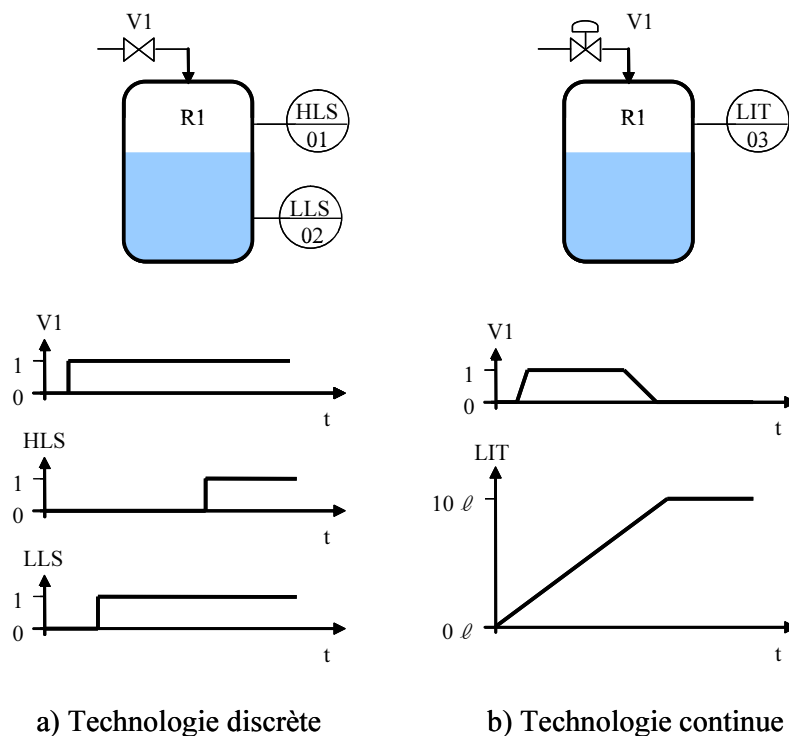 V1
R1
HLS
01
LLS
02
V1
1
0
t
HLS
1
0
t
LLS
1
0
t
a) Technologie discrète
V1
R1
LIT
03
V1
1
0
t
LIT
10 ℓ
0 ℓ
t
b) Technologie continue